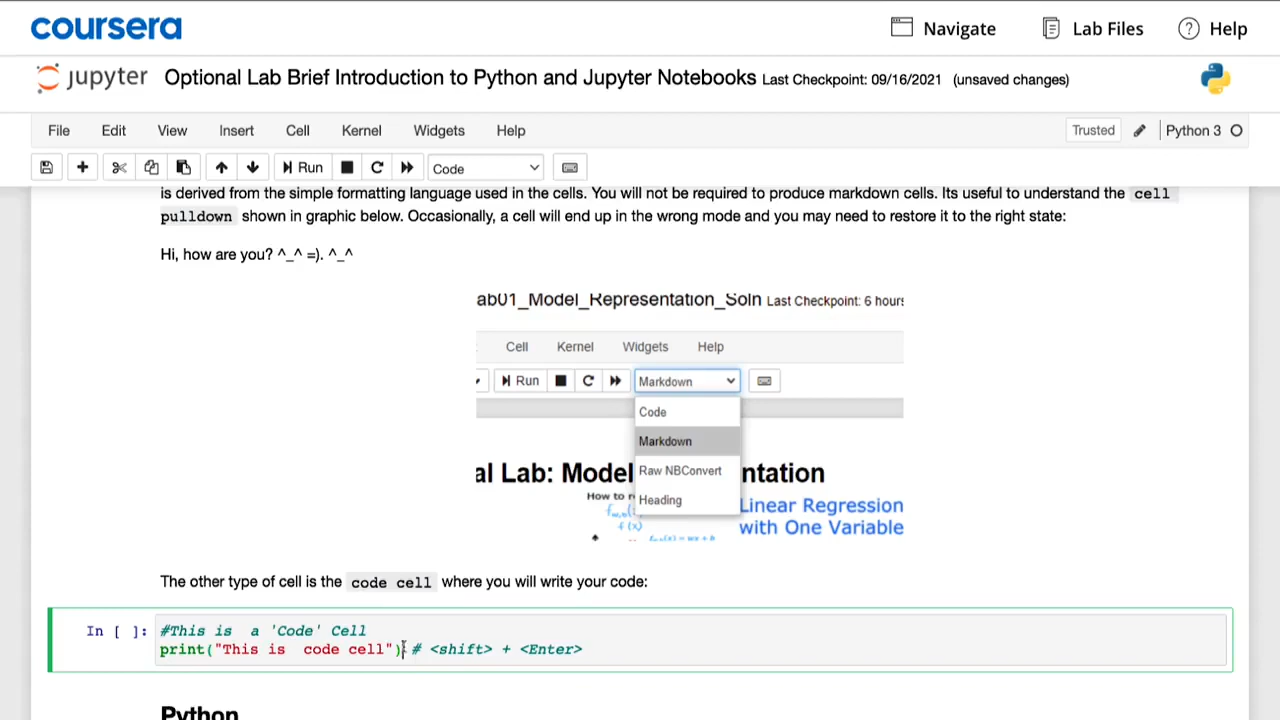 coursera
Navigate
Lab Files
Help
jupyter Optional Lab Brief Introduction to Python and Jupyter Notebooks Last Checkpoint: 09/16/2021 (unsaved changes)
File Edit View Insert Cell Kernel Widgets Help Trusted Python 3
Run Code
is derived from the simple formatting language used in the cells. You will not be required to produce markdown cells. Its useful to understand the cell
pulldown shown in graphic below. Occasionally, a cell will end up in the wrong mode and you may need to restore it to the right state:
Hi, how are you? ^_^ =). ^_^
ab01_Model_Representation_Soln Last Checkpoint: 6 hours
Cell Kernel Widgets Help
Run Markdown
Code
Markdown
Raw NBConvert
Heading
al Lab: Model ntation
How to r
Linear Regression
with One Variable
f(x)
The other type of cell is the code cell where you will write your code:
In [ ]: #This is  a 'Code' Cell
print("This is  code cell") # <shift> + <Enter>
Python